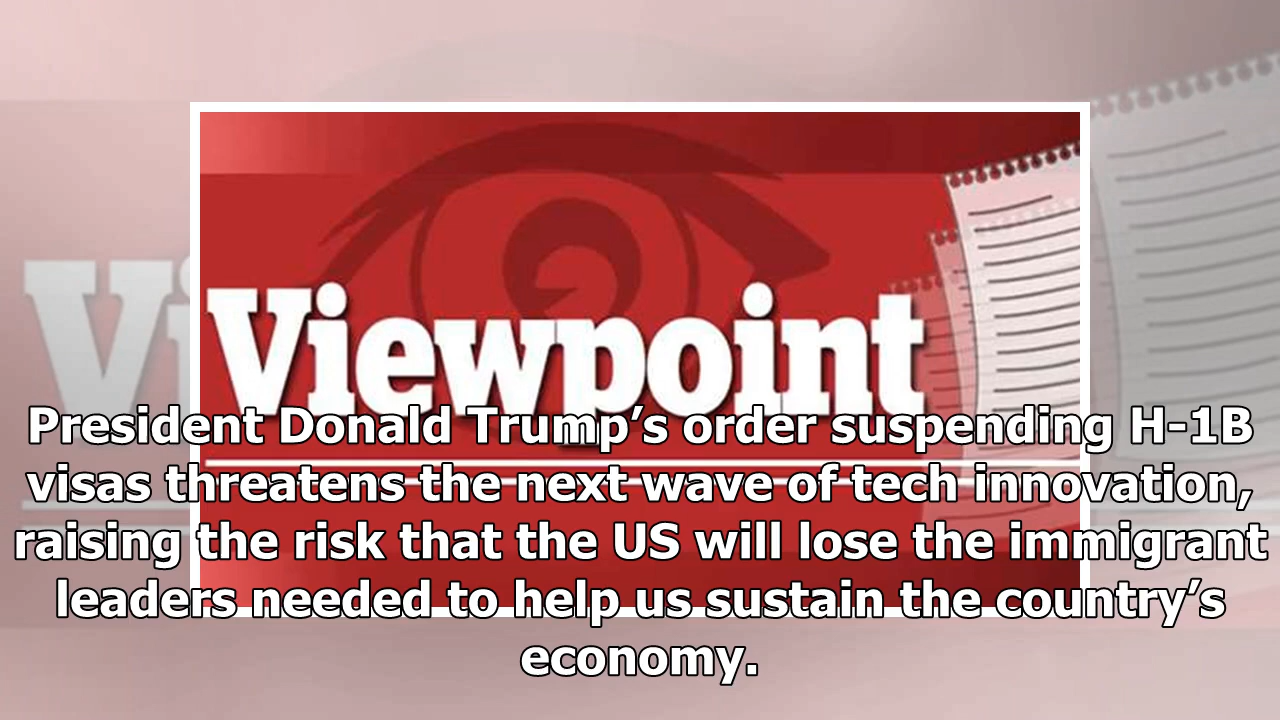 Viewpoint
President Donald Trump’s order suspending H-1B
visas threatens the next wave of tech innovation,
raising the risk that the US will lose the immigrant
leaders needed to help us sustain the country’s
economy.